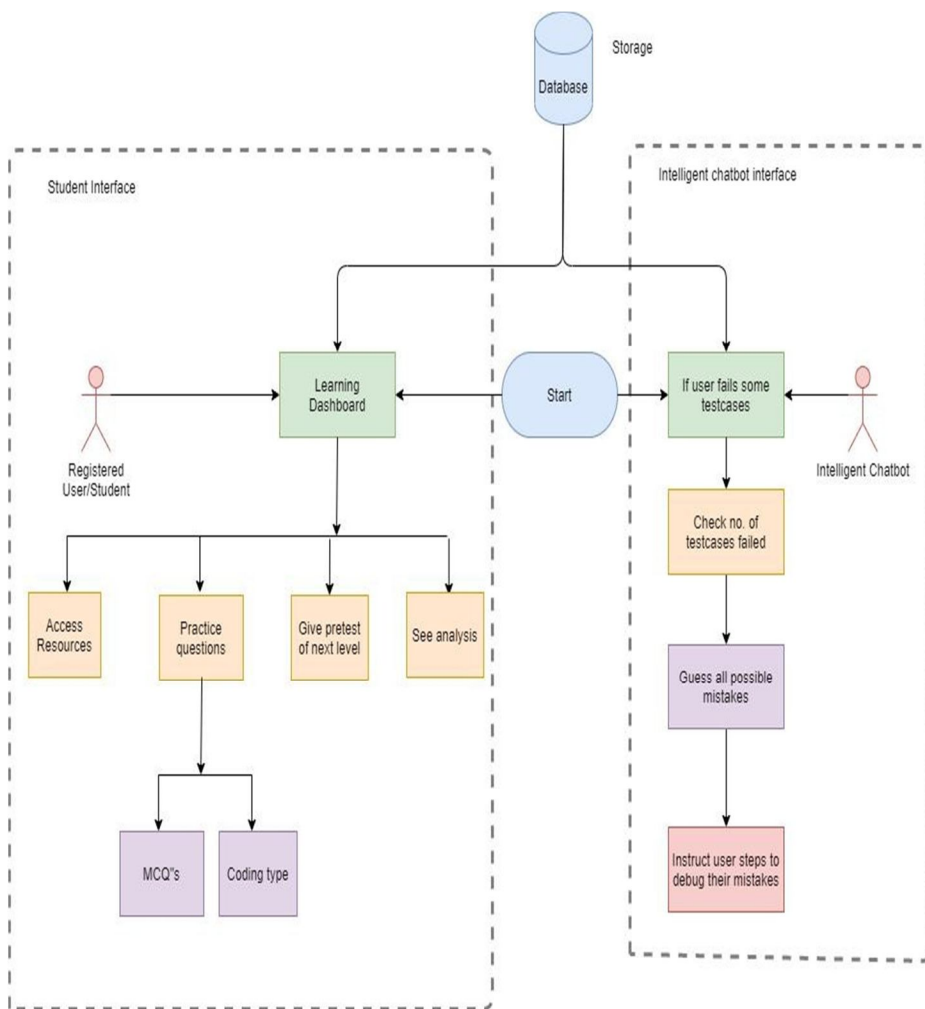 Storage
Database
Student Interface
Intelligent chatbot interface
Learning
Dashboard
Start
If user fails some
testcases
Registered
User/Student
Intelligent Chatbot
Check no. of
testcases failed
Access
Resources
Practice
questions
Give pretest
of next level
See analysis
Guess all possible
mistakes
MCQ"s
Coding type
Instruct user steps to
debug their mistakes